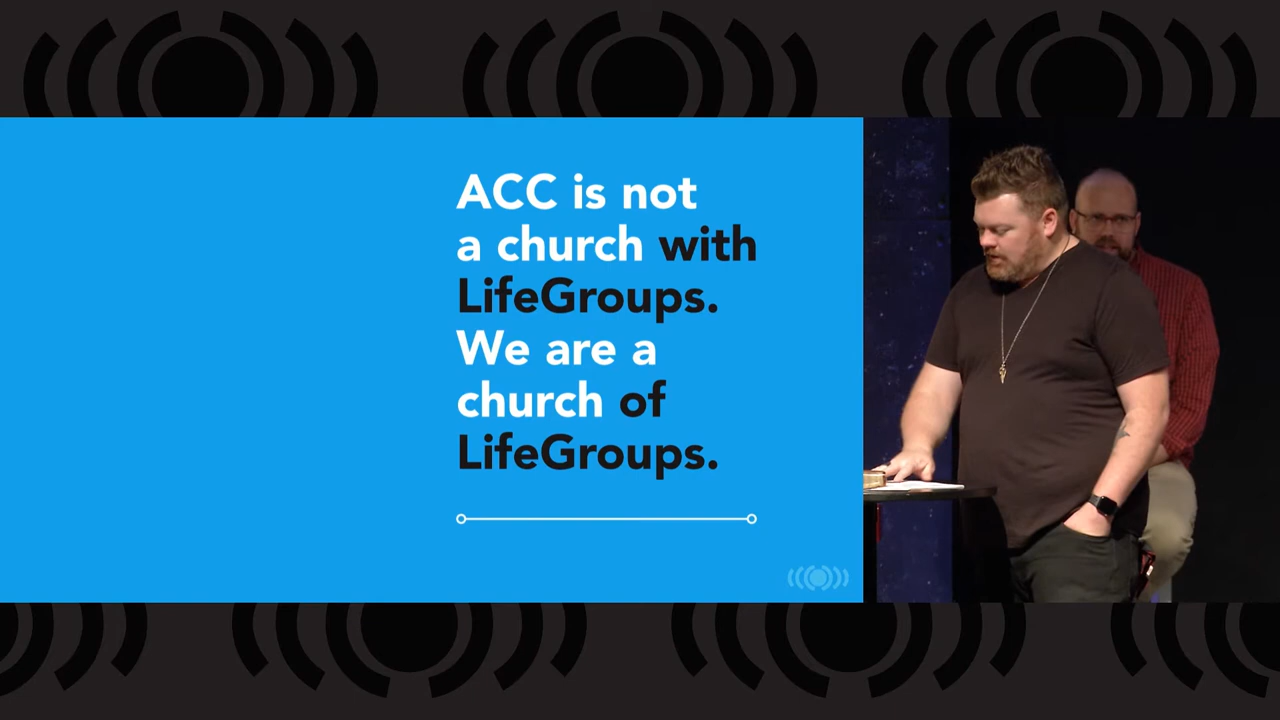 ACC is not
a church with
LifeGroups.
We are a
church of
LifeGroups.